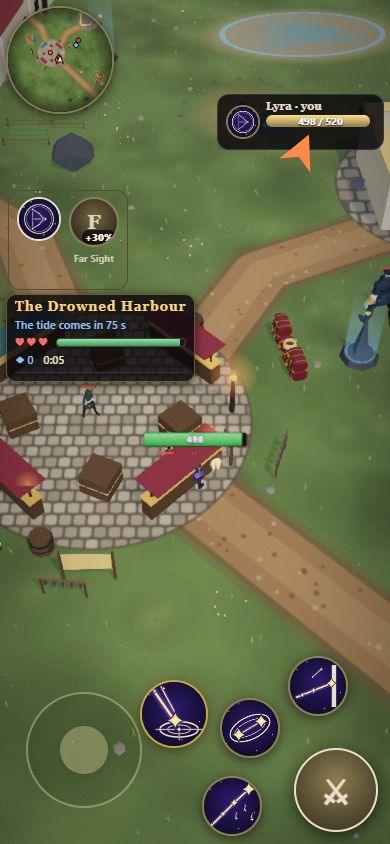 Lyra · you
498 / 520
F
+30%
Far Sight
The Drowned Harbour
The tide comes in 75 s
0 0:05
498